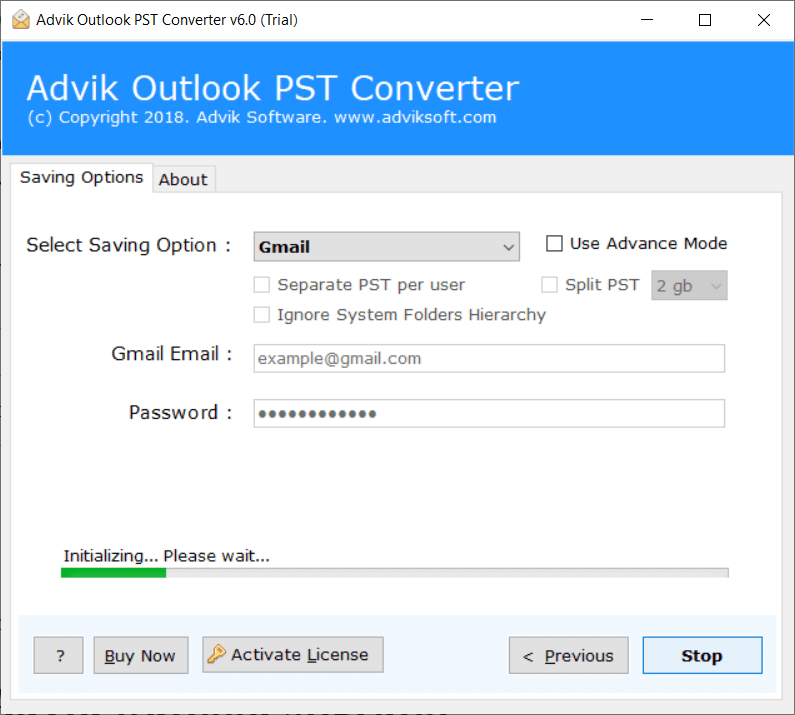 Advik Outlook PST Converter v6.0 (Trial)
Advik Outlook PST Converter
(c) Copyright 2018. Advik Software. www.adviksoft.com
Saving Options About
Select Saving Option : Gmail Use Advance Mode
Separate PST per user Split PST 2 gb
Ignore System Folders Hierarchy
Gmail Email : example@gmail.com
Password : ••••••••••••
Initializing... Please wait...
? Buy Now Activate License < Previous Stop